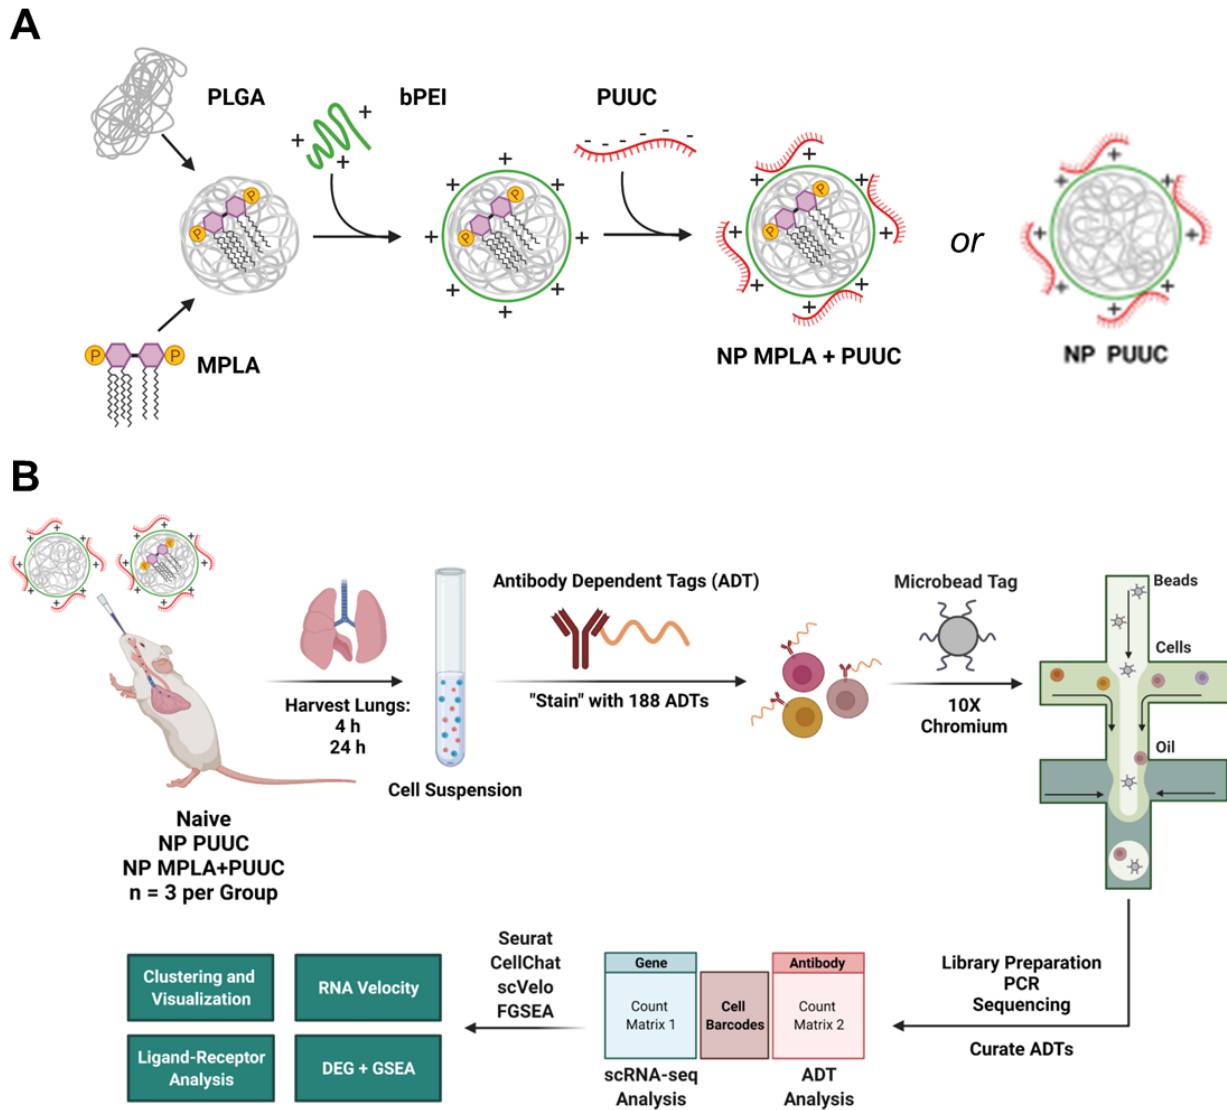 A
PLGA
bPEI
PUUC
MPLA
P
P
P
P
P
P
P
P
or
NP MPLA + PUUC
NP PUUC
B
Antibody Dependent Tags (ADT)
Microbead Tag
Beads
Cells
Oil
Harvest Lungs:
4 h
24 h
"Stain" with 188 ADTs
10X
Chromium
Cell Suspension
Naive
NP PUUC
NP MPLA+PUUC
n = 3 per Group
Library Preparation
PCR
Sequencing
Curate ADTs
Gene
Count
Matrix 1
Cell
Barcodes
Antibody
Count
Matrix 2
scRNA-seq
Analysis
ADT
Analysis
Seurat
CellChat
scVelo
FGSEA
Clustering and
Visualization
RNA Velocity
Ligand-Receptor
Analysis
DEG + GSEA